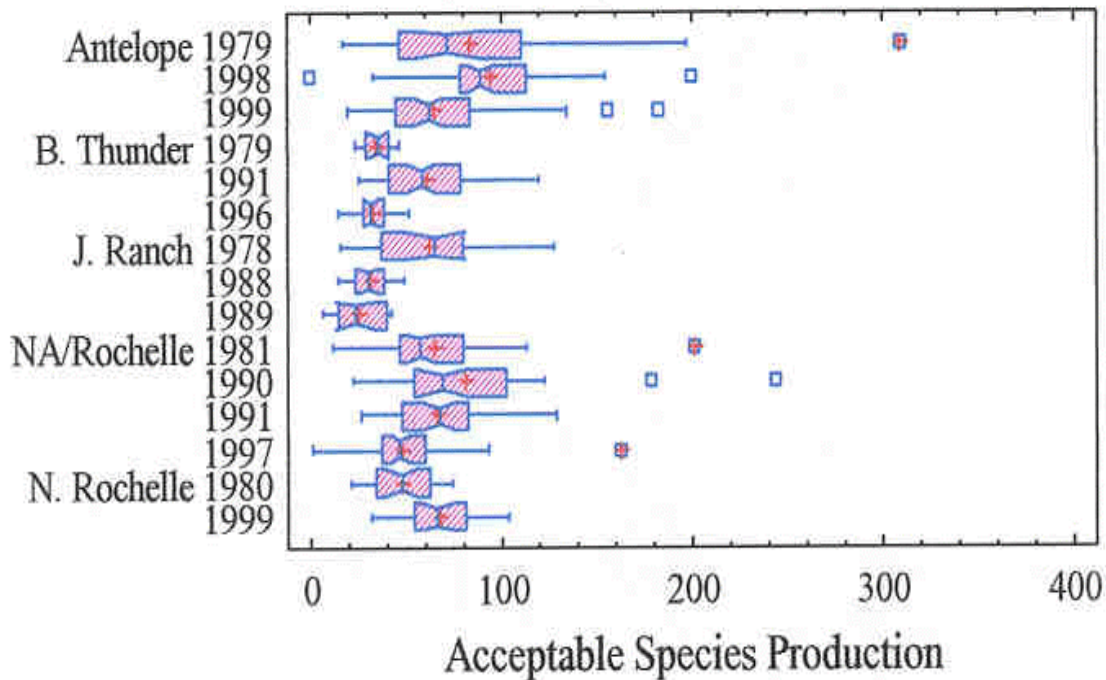 Antelope 1979
1998
1999
B. Thunder 1979
1991
1996
J. Ranch 1978
1988
1989
NA/Rochelle 1981
1990
1991
1997
N. Rochelle 1980
1999
0 100 200 300 400
Acceptable Species Production